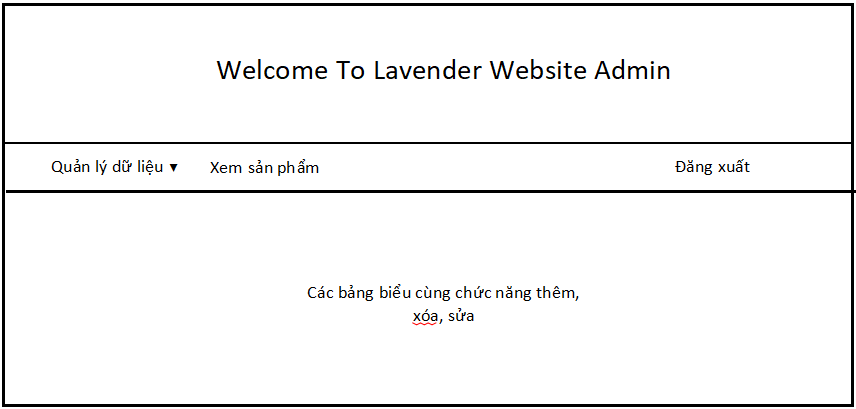 Welcome To Lavender Website Admin
Quản lý dữ liệu ▾ Xem sản phẩm Đăng xuất
Các bảng biểu cùng chức năng thêm,
xóa, sửa